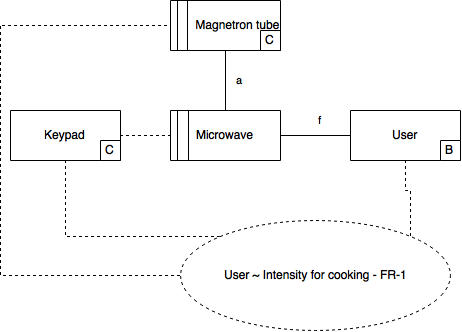 Magnetron tube
C
a
Keypad
C
Microwave
f
User
B
User ~ Intensity for cooking - FR-1